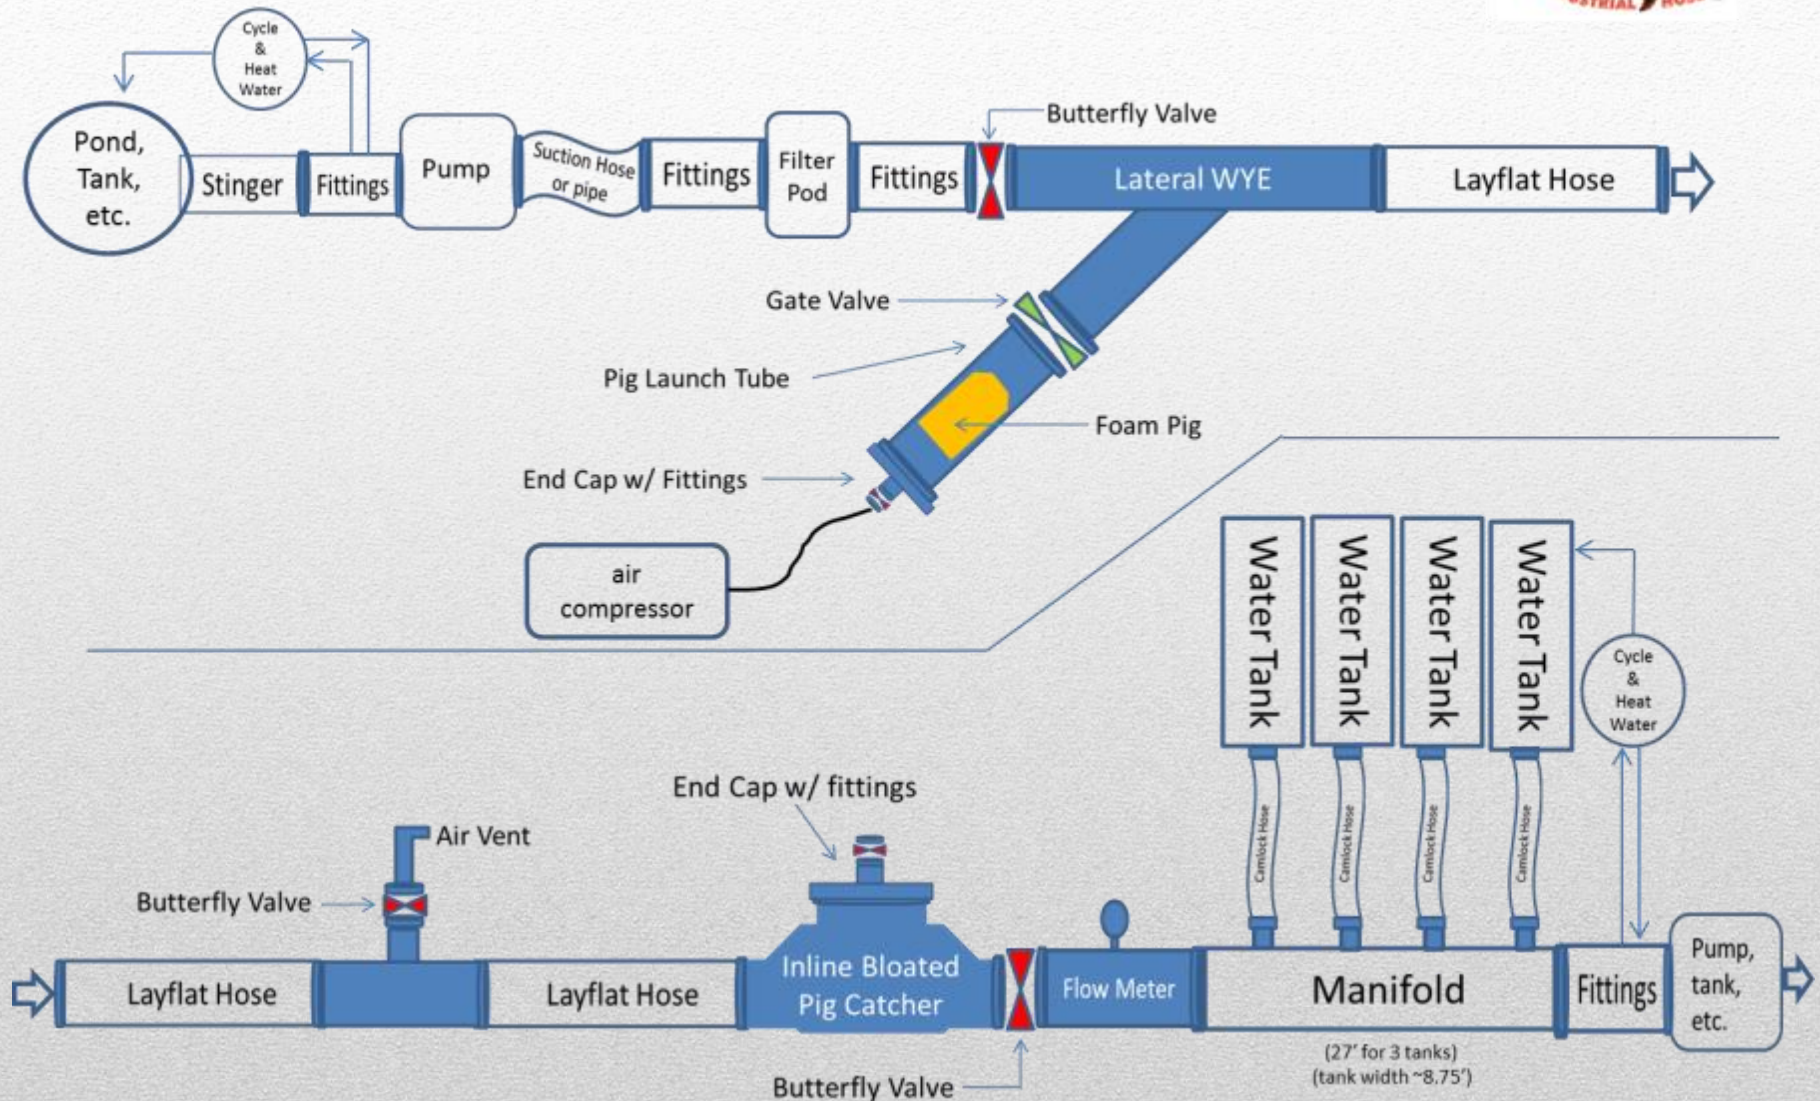 USTRIAL HOSE
Cycle
&
Heat
Water
Pond,
Tank,
etc.
Stinger
Fittings
Pump
Suction Hose
or pipe
Fittings
Filter
Pod
Fittings
Butterfly Valve
Lateral WYE
Layflat Hose
Gate Valve
Pig Launch Tube
Foam Pig
End Cap w/ Fittings
air
compressor
Water Tank
Water Tank
Water Tank
Water Tank
Cycle
&
Heat
Water
Camlock Hose
Camlock Hose
Camlock Hose
Camlock Hose
End Cap w/ fittings
Air Vent
Butterfly Valve
Layflat Hose
Layflat Hose
Inline Bloated
Pig Catcher
Flow Meter
Manifold
Fittings
Pump,
tank,
etc.
(27' for 3 tanks)
(tank width ~8.75')
Butterfly Valve